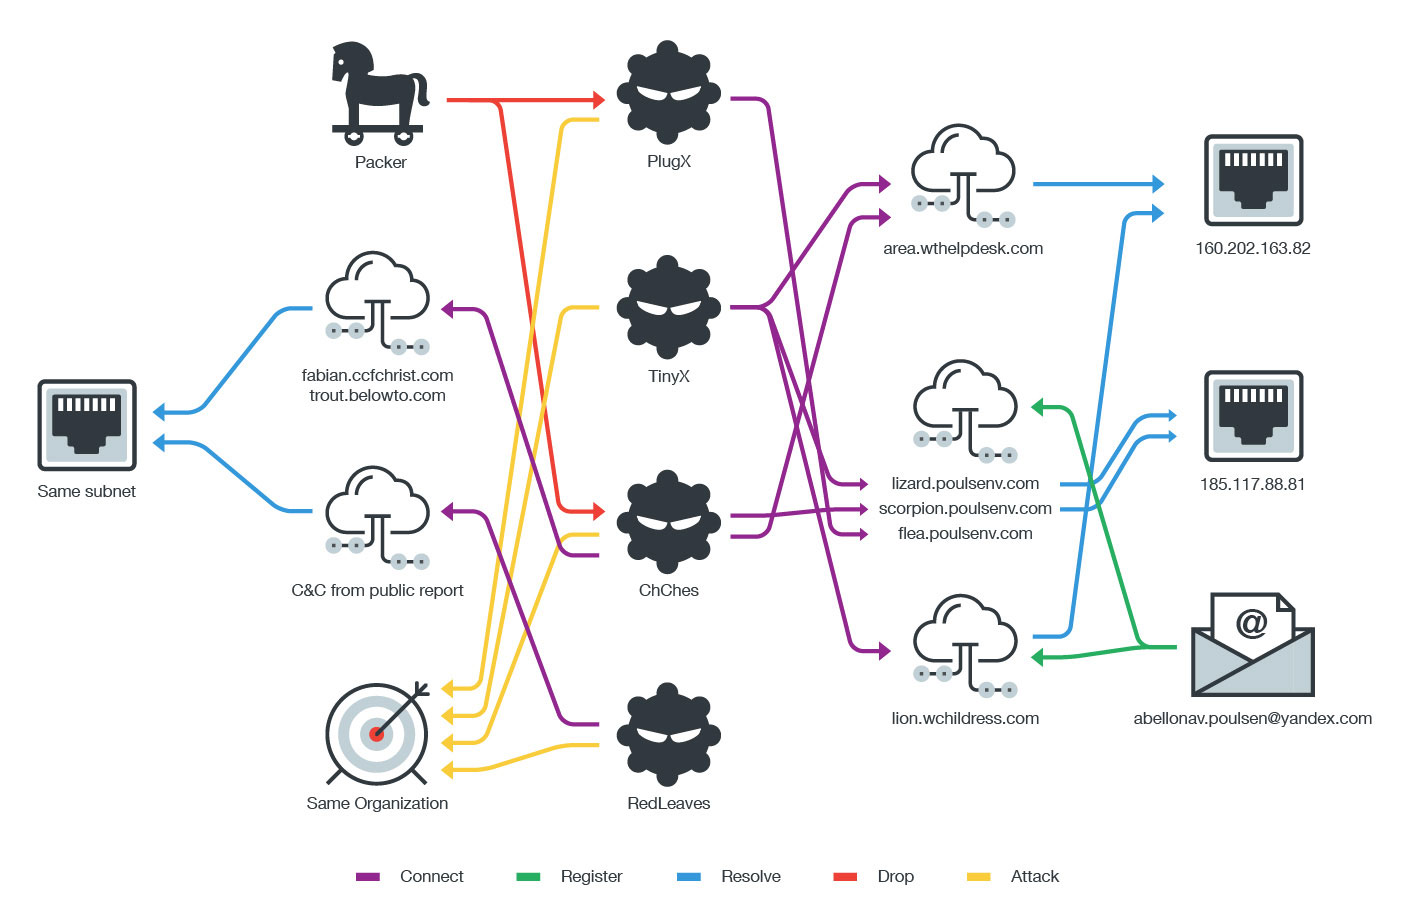 Packer
PlugX
area.wthelpdesk.com
160.202.163.82
fabian.ccfchrist.com
trout.belowto.com
TinyX
Same subnet
lizard.poulsenv.com
scorpion.poulsenv.com
flea.poulsenv.com
185.117.88.81
C&C from public report
ChChes
@
lion.wchildress.com
abellonav.poulsen@yandex.com
Same Organization
RedLeaves
Connect
Register
Resolve
Drop
Attack